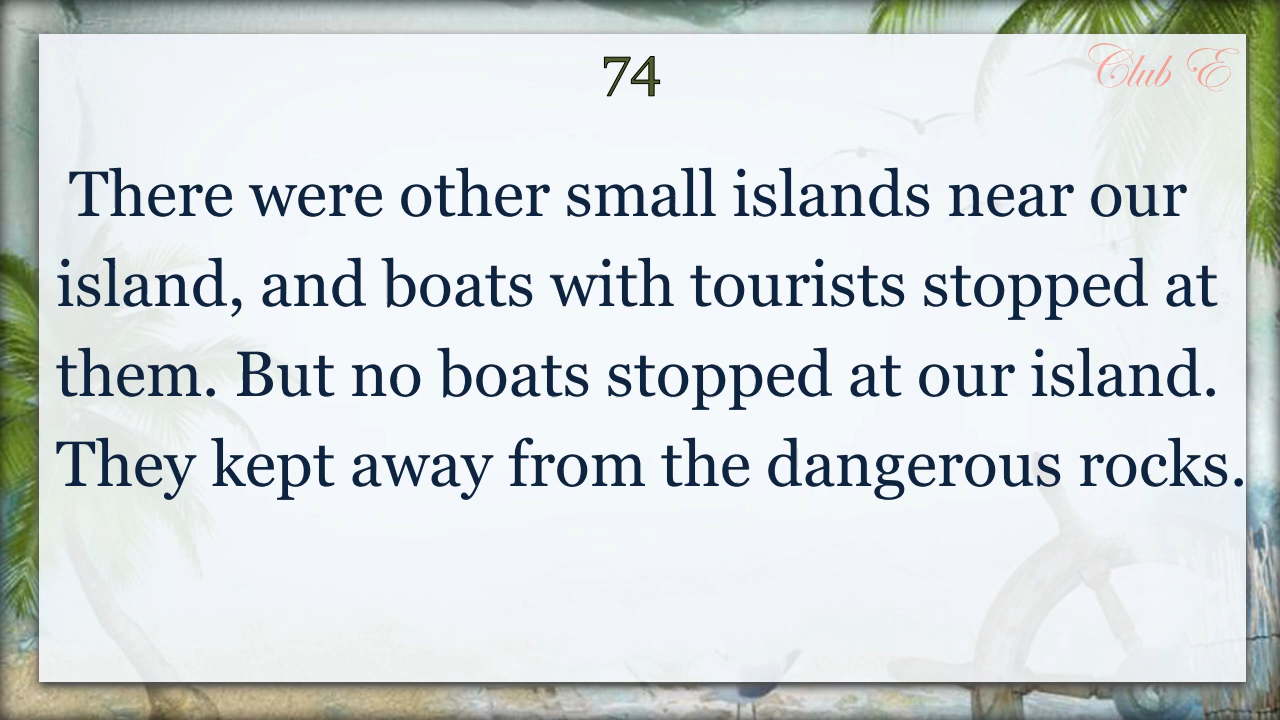 74
Club E
There were other small islands near our
island, and boats with tourists stopped at
them. But no boats stopped at our island.
They kept away from the dangerous rocks.